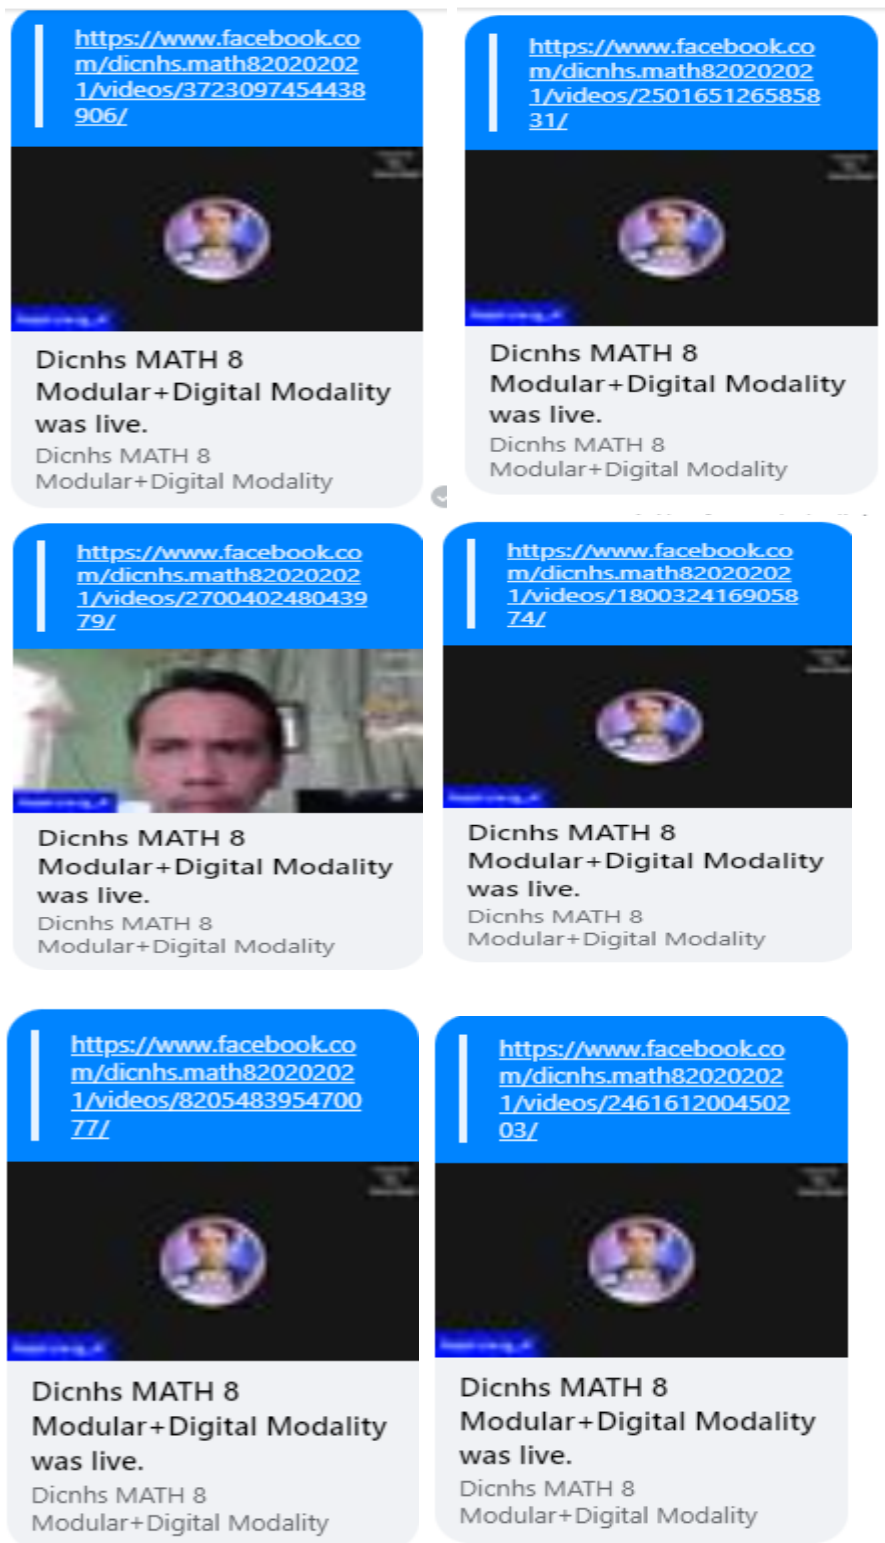 https://www.facebook.co
m/dicnhs.math82020202
1/videos/3723097454438
906/
Dicnhs MATH 8
Modular+Digital Modality
was live.
Dicnhs MATH 8
Modular+Digital Modality
https://www.facebook.co
m/dicnhs.math82020202
1/videos/2501651265858
31/
Dicnhs MATH 8
Modular+Digital Modality
was live.
Dicnhs MATH 8
Modular+Digital Modality
https://www.facebook.co
m/dicnhs.math82020202
1/videos/2700402480439
79/
Dicnhs MATH 8
Modular+Digital Modality
was live.
Dicnhs MATH 8
Modular+Digital Modality
https://www.facebook.co
m/dicnhs.math82020202
1/videos/1800324169058
74/
Dicnhs MATH 8
Modular+Digital Modality
was live.
Dicnhs MATH 8
Modular+Digital Modality
https://www.facebook.co
m/dicnhs.math82020202
1/videos/8205483954700
77/
Dicnhs MATH 8
Modular+Digital Modality
was live.
Dicnhs MATH 8
Modular+Digital Modality
https://www.facebook.co
m/dicnhs.math82020202
1/videos/2461612004502
03/
Dicnhs MATH 8
Modular+Digital Modality
was live.
Dicnhs MATH 8
Modular+Digital Modality